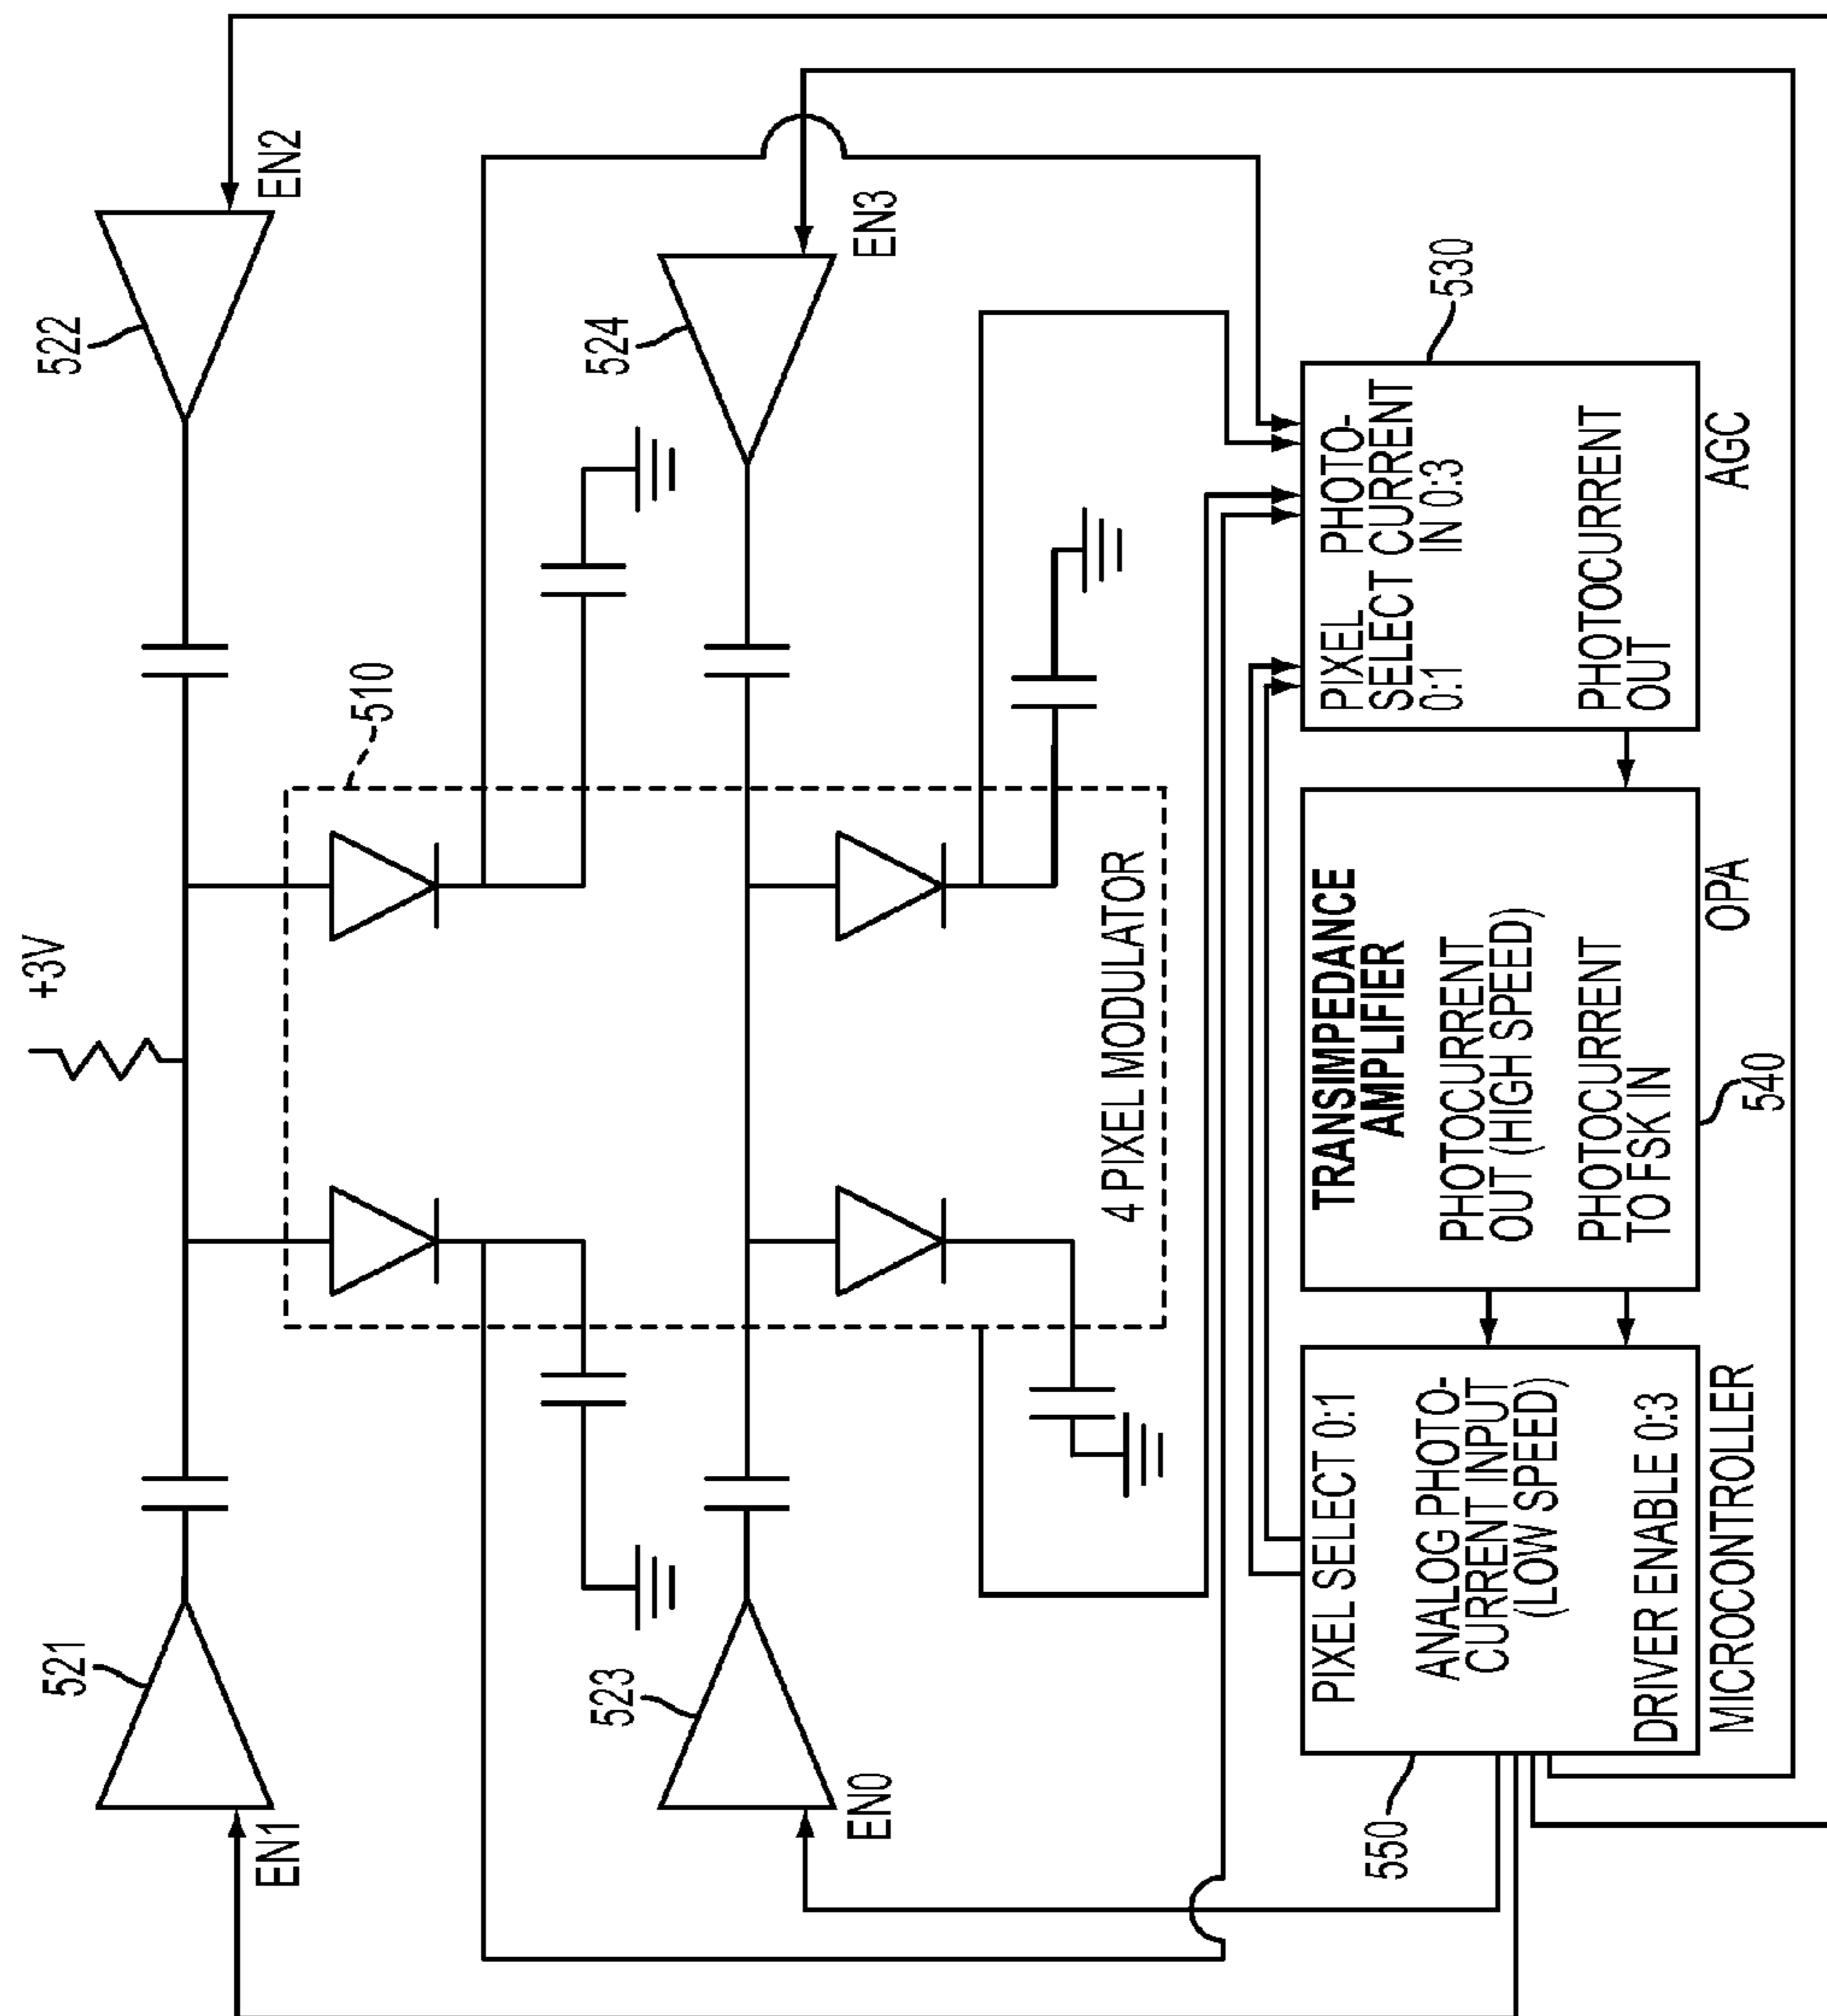 +3V
521
522
EN1
EN2
510
523
524
EN0
EN3
4 PIXEL MODULATOR
550
PIXEL SELECT 0:1
ANALOG PHOTO-
CURRENT INPUT
(LOW SPEED)
DRIVER ENABLE 0:3
MICROCONTROLLER
TRANSIMPEDANCE
AMPLIFIER
PHOTOCURRENT
OUT (HIGH SPEED)
PHOTOCURRENT
TO FSK IN
OPA
540
530
PIXEL
SELECT
0:1
PHOTO-
CURRENT
IN 0:3
PHOTOCURRENT
OUT
AGC